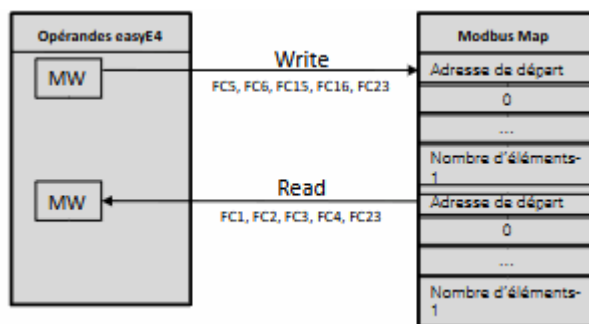 Opérandes easyE4
MW
Write
FC5, FC6, FC15, FC16, FC23
MW
Read
FC1, FC2, FC3, FC4, FC23
Modbus Map
Adresse de départ
0
...
Nombre d'éléments-
1
Adresse de départ
0
...
Nombre d'éléments-
1